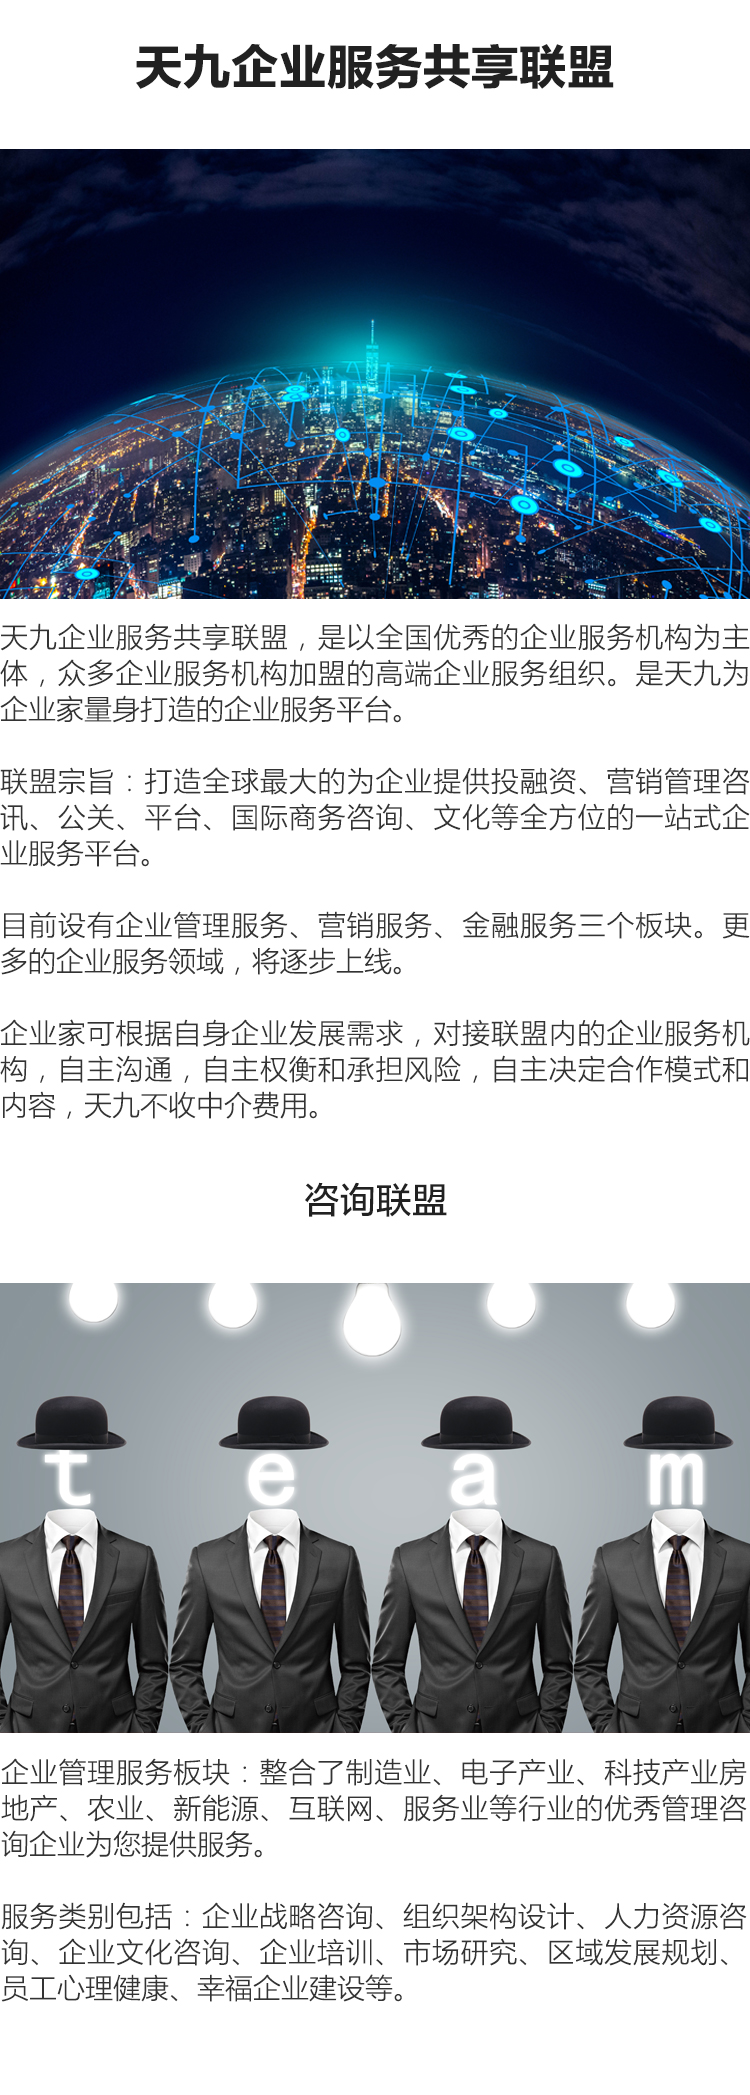 天九企业服务共享联盟
天九企业服务共享联盟，是以全国优秀的企业服务机构为主
体，众多企业服务机构加盟的高端企业服务组织。是天九为
企业家量身打造的企业服务平台。
联盟宗旨：打造全球最大的为企业提供投融资、营销管理咨
讯、公关、平台、国际商务咨询、文化等全方位的一站式企
业服务平台。
目前设有企业管理服务、营销服务、金融服务三个板块。更
多的企业服务领域，将逐步上线。
企业家可根据自身企业发展需求，对接联盟内的企业服务机
构，自主沟通，自主权衡和承担风险，自主决定合作模式和
内容，天九不收中介费用。
咨询联盟
team
企业管理服务板块：整合了制造业、电子产业、科技产业房
地产、农业、新能源、互联网、服务业等行业的优秀管理咨
询企业为您提供服务。
服务类别包括：企业战略咨询、组织架构设计、人力资源咨
询、企业文化咨询、企业培训、市场研究、区域发展规划、
员工心理健康、幸福企业建设等。